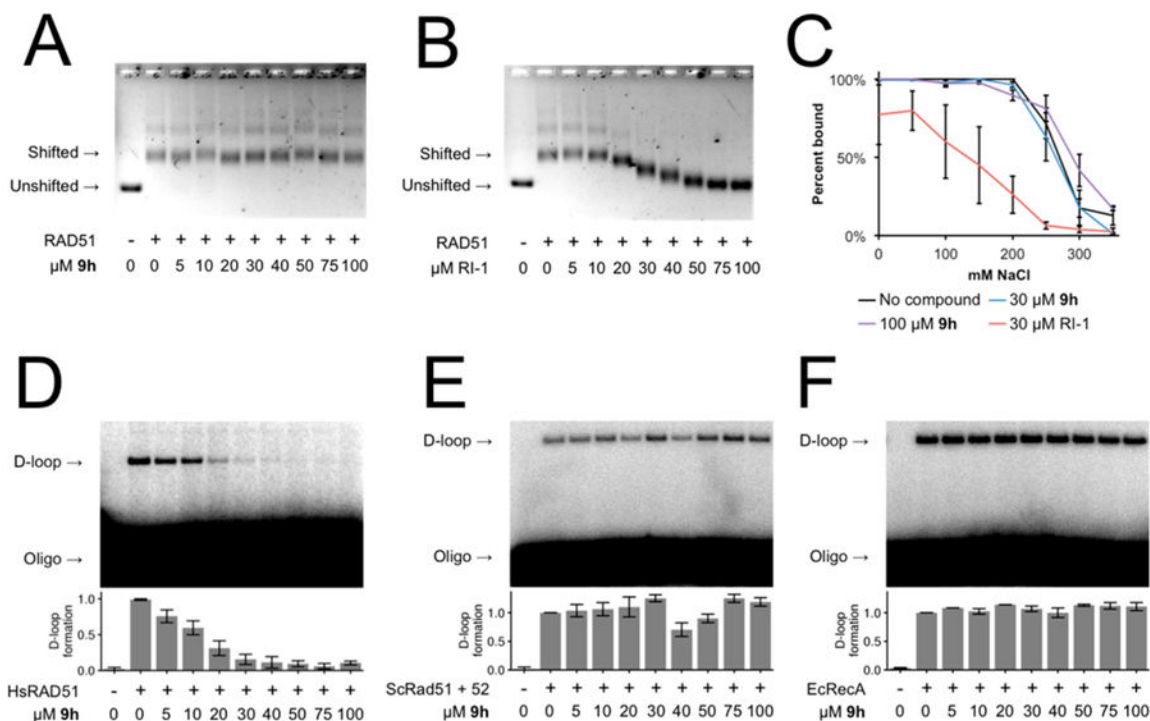 A
Shifted →
Unshifted →
RAD51 - + + + + + + + + +
µM 9h 0 0 5 10 20 30 40 50 75 100
B
Shifted →
Unshifted →
RAD51 - + + + + + + + + +
µM RI-1 0 0 5 10 20 30 40 50 75 100
C
100%
50%
0%
Percent bound
0 100 200 300
mM NaCl
No compound 30 µM 9h
100 µM 9h 30 µM RI-1
D
D-loop →
Oligo →
1.0
0.5
0.0
D-loop
formation
HsRAD51 - + + + + + + + + +
µM 9h 0 0 5 10 20 30 40 50 75 100
E
D-loop →
Oligo →
1.0
0.5
0.0
D-loop
formation
ScRad51 + 52 - + + + + + + + + +
µM 9h 0 0 5 10 20 30 40 50 75 100
F
D-loop →
Oligo →
1.0
0.5
0.0
D-loop
formation
EcRecA - + + + + + + + + +
µM 9h 0 0 5 10 20 30 40 50 75 100